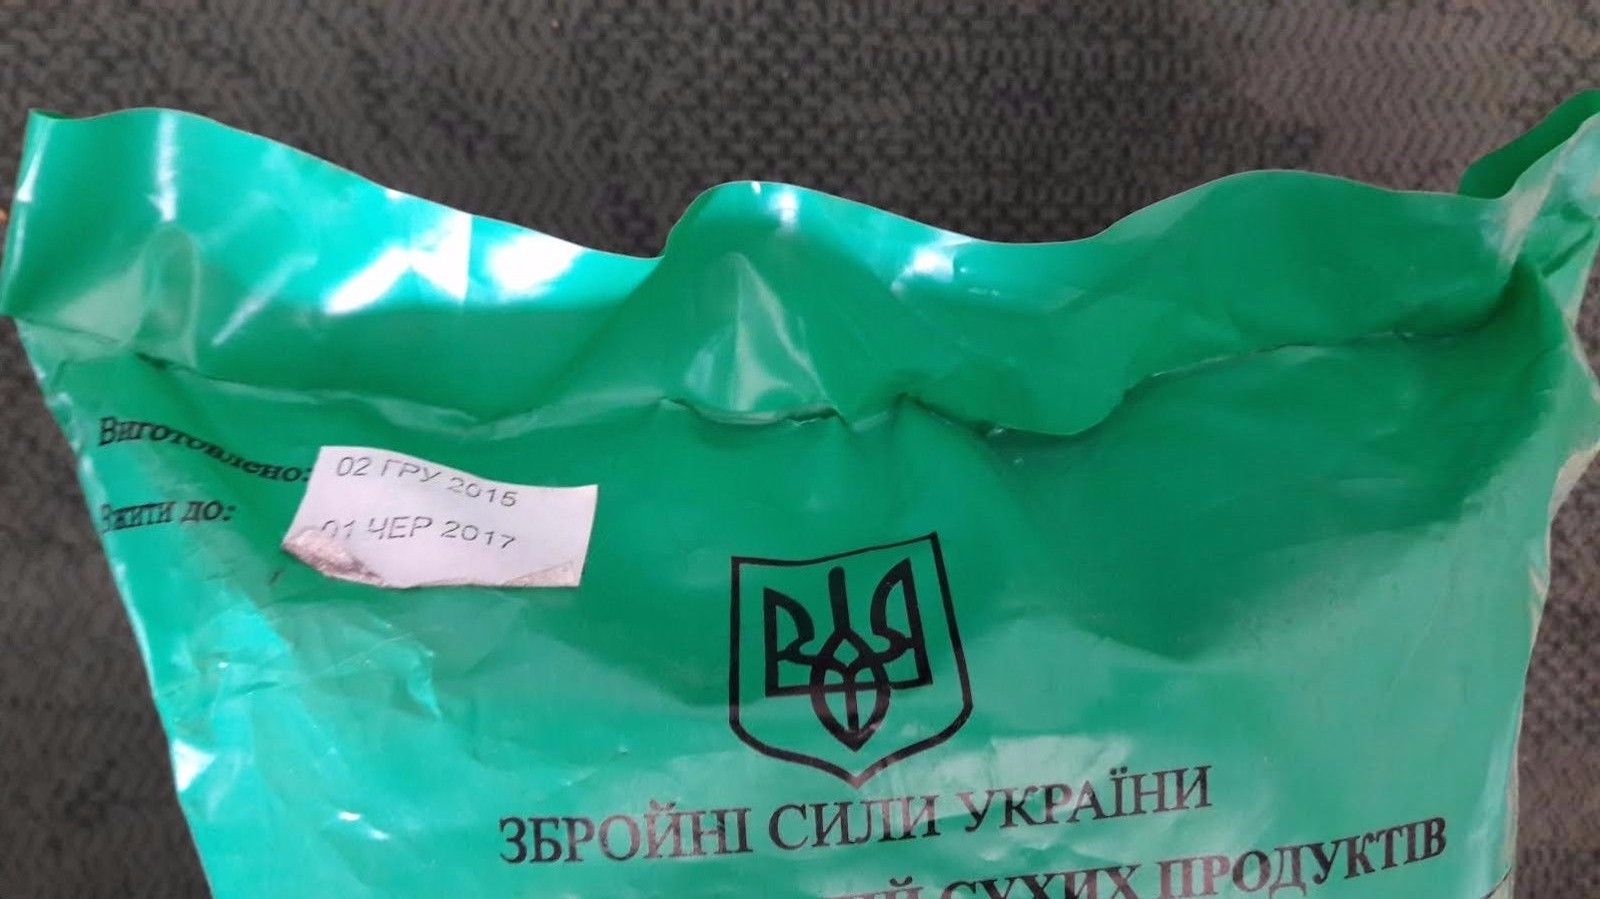 Виготовлено: 02 ГРУ 2015
Вжити до: 01 ЧЕР 2017
ЗБРОЙНІ СИЛИ УКРАЇНИ
СУХИХ ПРОДУКТІВ